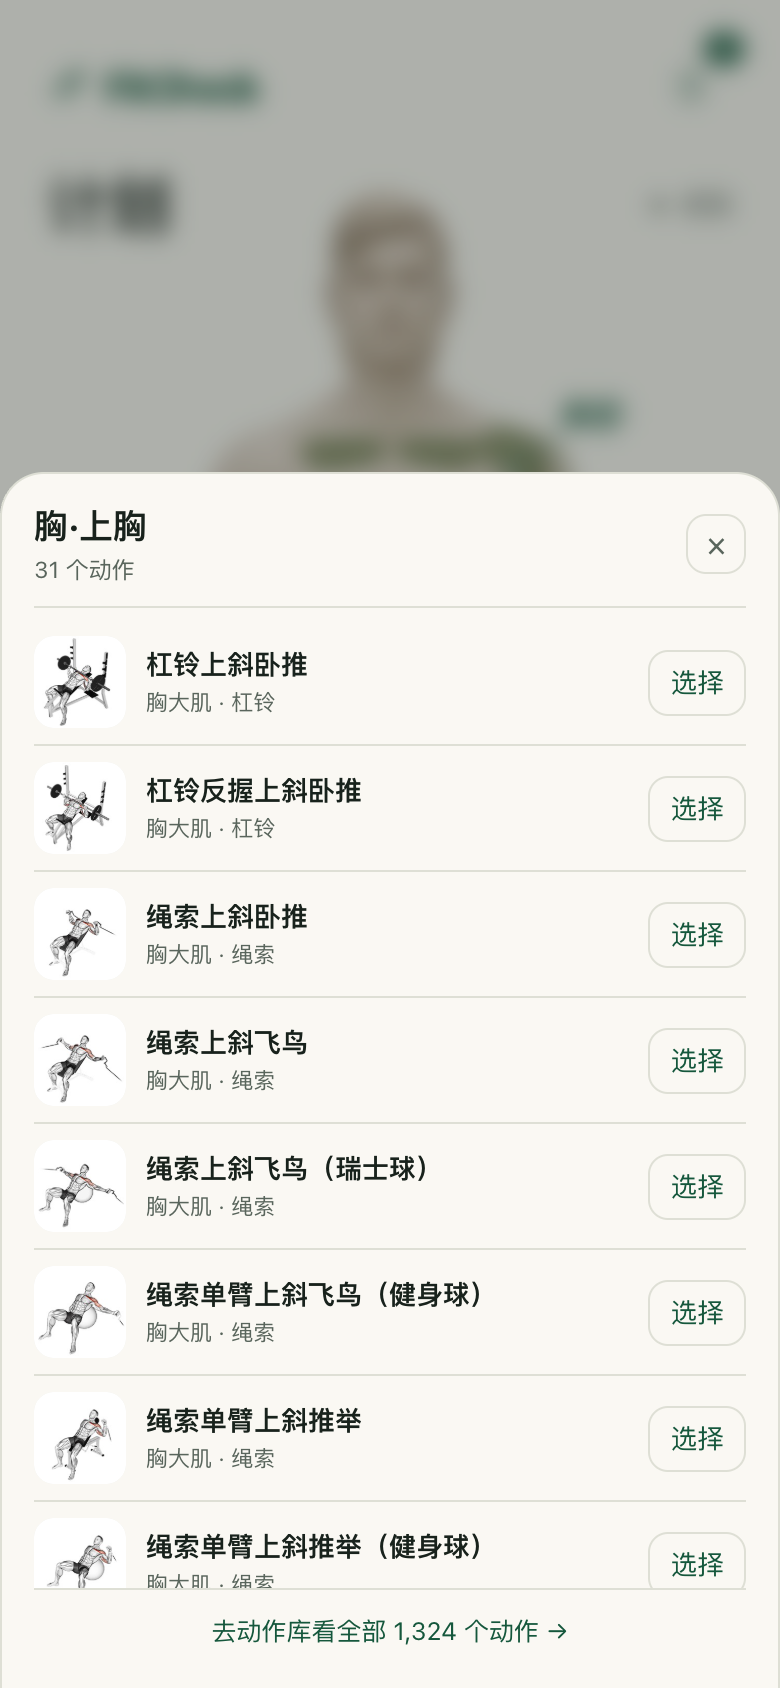 胸·上胸
31 个动作
×
杠铃上斜卧推
胸大肌 · 杠铃
选择
杠铃反握上斜卧推
胸大肌 · 杠铃
选择
绳索上斜卧推
胸大肌 · 绳索
选择
绳索上斜飞鸟
胸大肌 · 绳索
选择
绳索上斜飞鸟（瑞士球）
胸大肌 · 绳索
选择
绳索单臂上斜飞鸟（健身球）
胸大肌 · 绳索
选择
绳索单臂上斜推举
胸大肌 · 绳索
选择
绳索单臂上斜推举（健身球）
胸大肌 · 绳索
选择
去动作库看全部 1,324 个动作 →